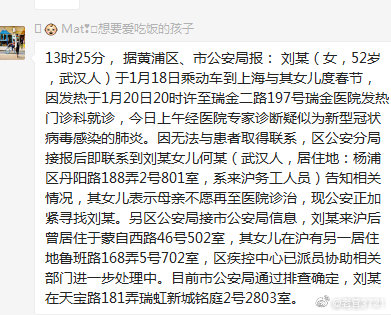 Mat!想要爱吃饭的孩子
13时25分， 据黄浦区、市公安局报： 刘某（女，52岁
，武汉人）于1月18日乘动车到上海与其女儿度春节，
因发热于1月20日20时许至瑞金二路197号瑞金医院发热
门诊科就诊，今日上午经医院专家诊断疑似为新型冠状
病毒感染的肺炎。因无法与患者取得联系，区公安分局
接报后即联系到刘某女儿何某（武汉人，居住地：杨浦
区丹阳路188弄2号801室，系来沪务工人员）告知相关
情况，其女儿表示母亲不愿再至医院诊治，现公安正加
紧寻找刘某。另区公安局接市公安局信息，刘某来沪后
曾居住于蒙自西路46号502室，其女儿在沪有另一居住
地鲁班路168弄5号702室，区疾控中心已派员协助相关
部门进一步处理中。目前市公安局通过排查确定，刘某
在天宝路181弄瑞虹新城铭庭2号2803室。